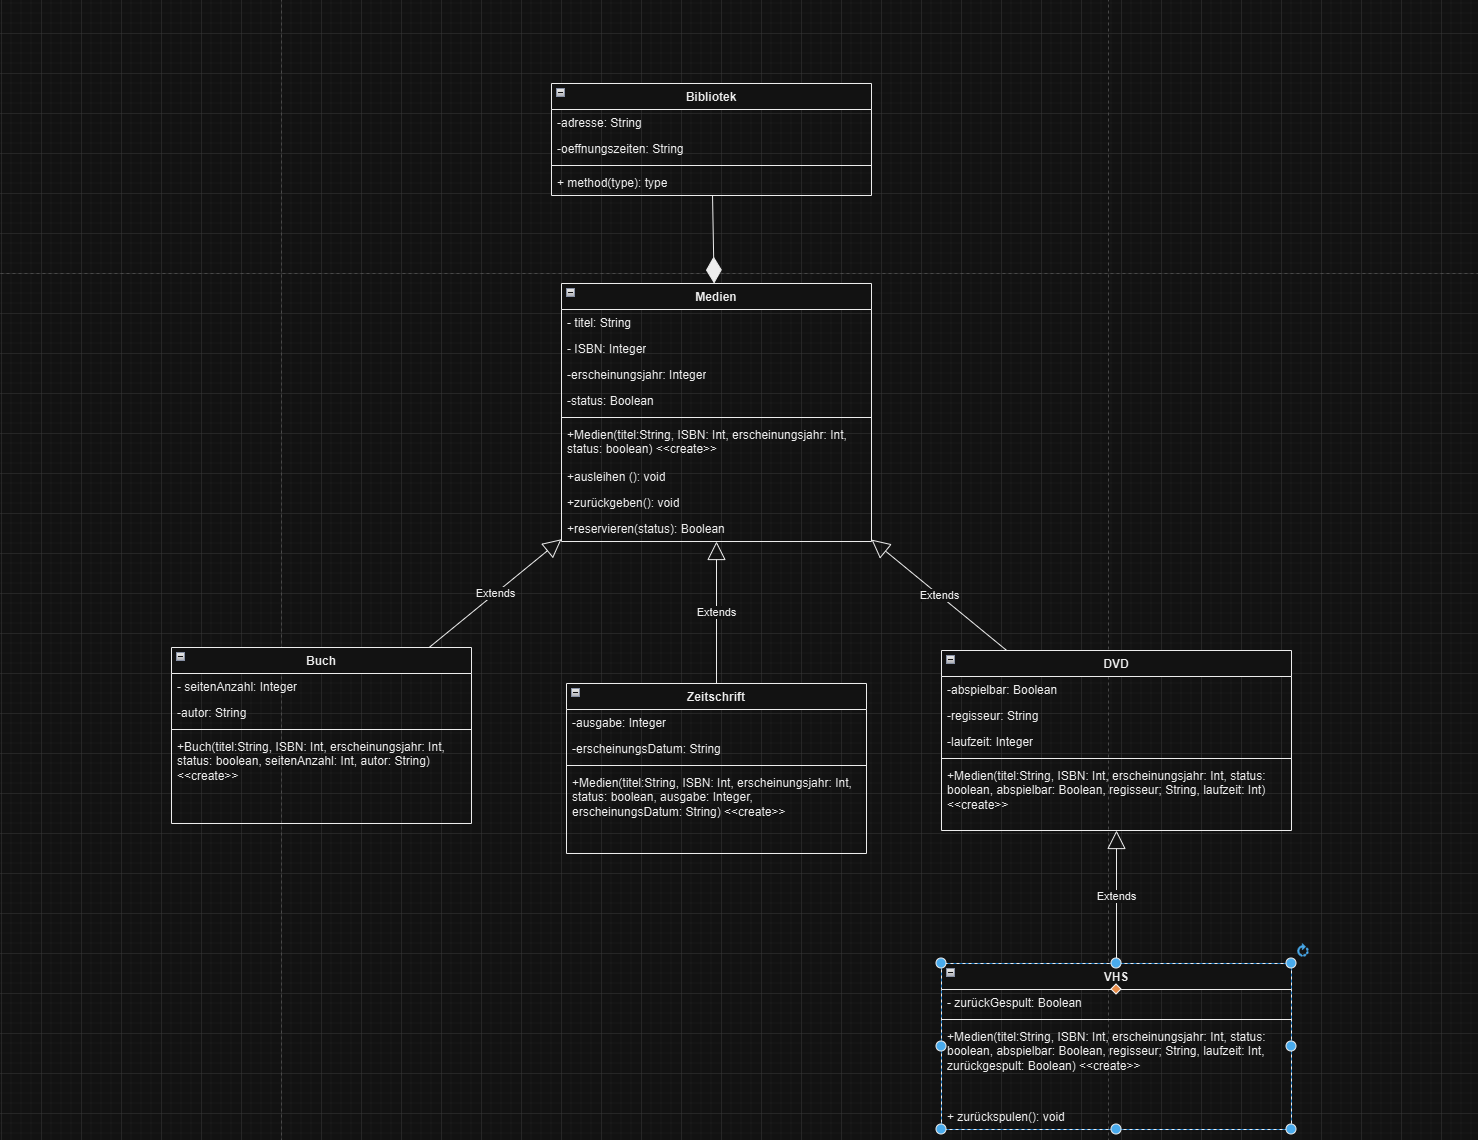 Bibliotek
-adresse: String
-oeffnungszeiten: String
+ method(type): type
Medien
- titel: String
- ISBN: Integer
-erscheinungsjahr: Integer
-status: Boolean
+Medien(titel:String, ISBN: Int, erscheinungsjahr: Int,
status: boolean) <<create>>
+ausleihen (): void
+zurückgeben(): void
+reservieren(status): Boolean
Extends
Extends
Extends
Buch
- seitenAnzahl: Integer
-autor: String
+Buch(titel:String, ISBN: Int, erscheinungsjahr: Int,
status: boolean, seitenAnzahl: Int, autor: String)
<<create>>
Zeitschrift
-ausgabe: Integer
-erscheinungsDatum: String
+Medien(titel:String, ISBN: Int, erscheinungsjahr: Int,
status: boolean, ausgabe: Integer,
erscheinungsDatum: String) <<create>>
DVD
-abspielbar: Boolean
-regisseur: String
-laufzeit: Integer
+Medien(titel:String, ISBN: Int, erscheinungsjahr: Int, status:
boolean, abspielbar: Boolean, regisseur; String, laufzeit: Int)
<<create>>
Extends
VHS
- zurückGespult: Boolean
+Medien(titel:String, ISBN: Int, erscheinungsjahr: Int, status:
boolean, abspielbar: Boolean, regisseur; String, laufzeit: Int,
zurückgespult: Boolean) <<create>>
+ zurückspulen(): void